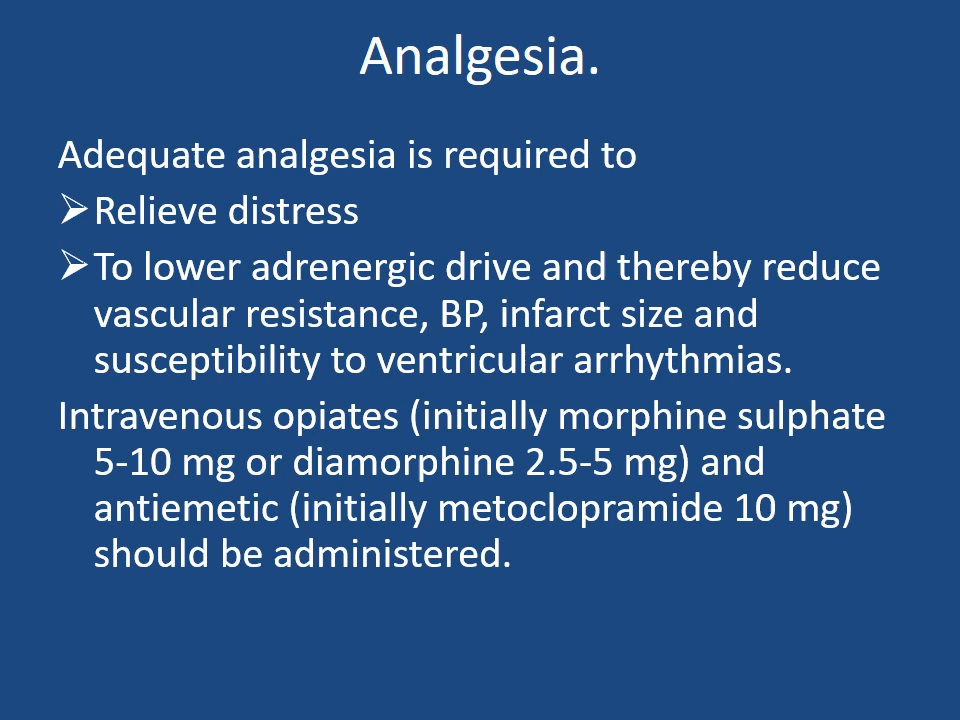 Analgesia.
Adequate analgesia is required to
➢Relieve distress
➢To lower adrenergic drive and thereby reduce
vascular resistance, BP, infarct size and
susceptibility to ventricular arrhythmias.
Intravenous opiates (initially morphine sulphate
5-10 mg or diamorphine 2.5-5 mg) and
antiemetic (initially metoclopramide 10 mg)
should be administered.